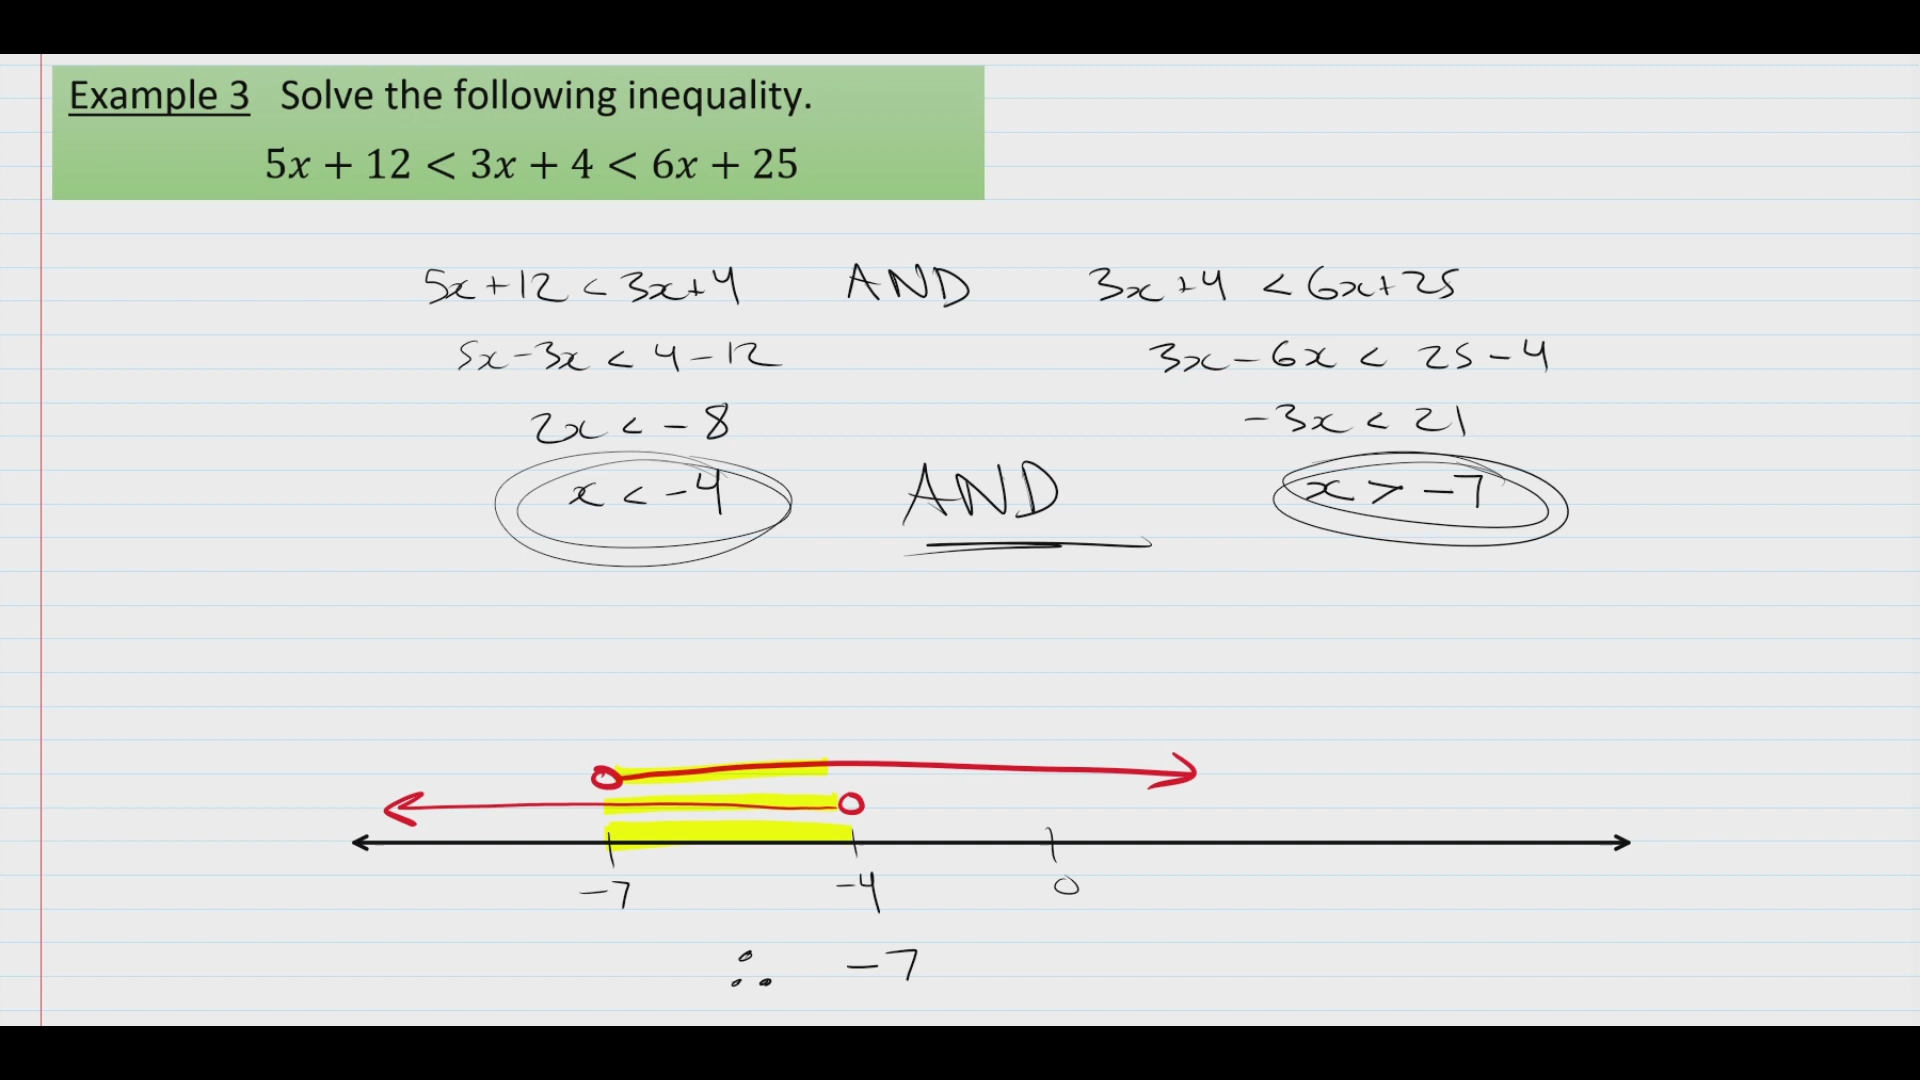 Example 3 Solve the following inequality.
5x + 12 < 3x + 4 < 6x + 25
5x+12 < 3x+4 AND 3x+4 < 6x+25
5x-3x < 4-12 3x-6x < 25-4
2x < -8 -3x < 21
x < -4 AND x > -7
-7 -4 0
∴ -7